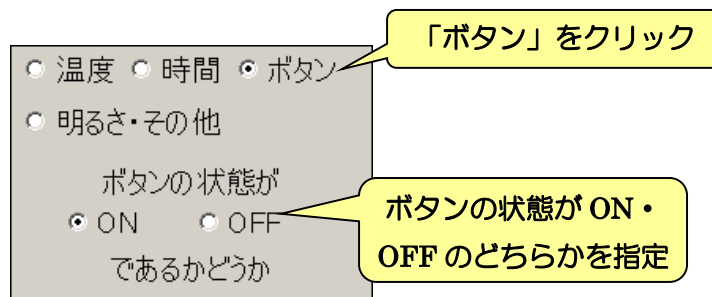 「ボタン」をクリック
温度 時間 ボタン
明るさ・その他
ボタンの状態が
ON OFF
であるかどうか
ボタンの状態が ON・
OFF のどちらかを指定